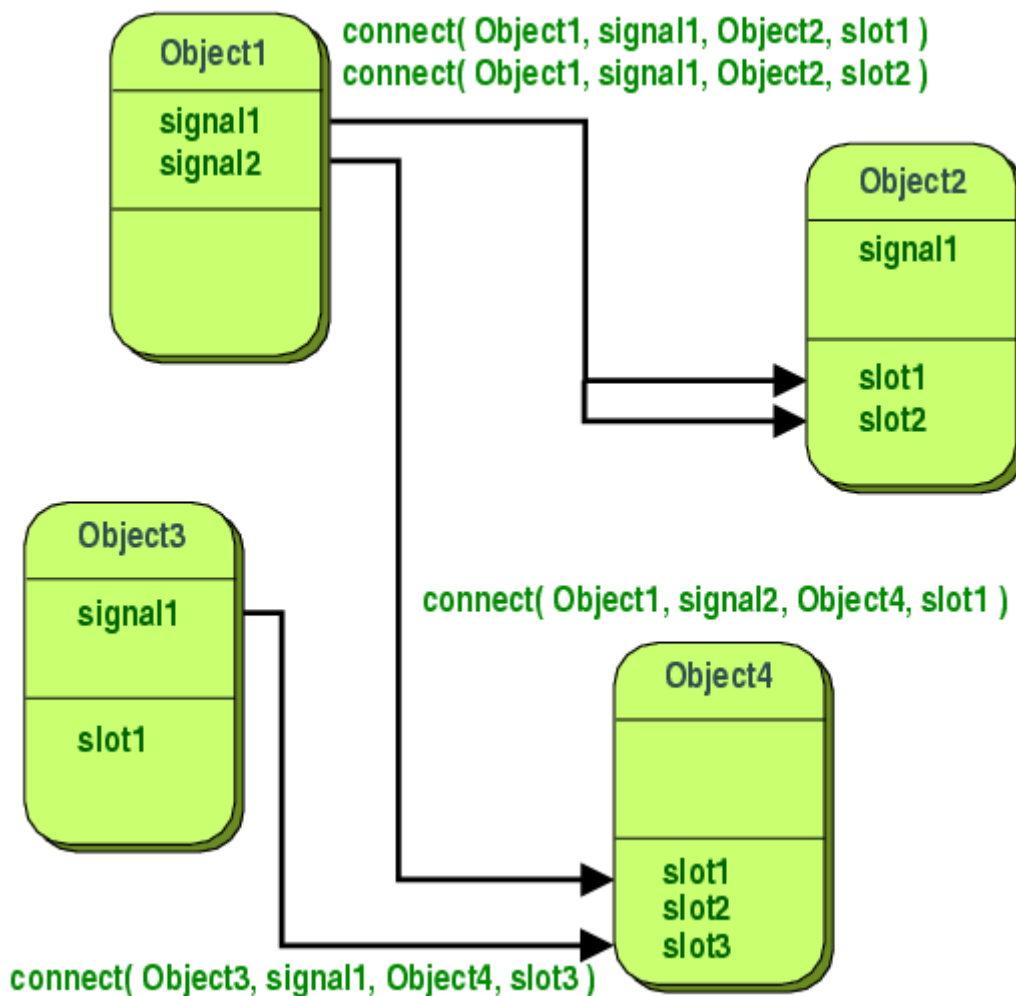 Object1
connect( Object1, signal1, Object2, slot1 )
connect( Object1, signal1, Object2, slot2 )
signal1
signal2
Object2
signal1
slot1
slot2
Object3
signal1
slot1
connect( Object1, signal2, Object4, slot1 )
Object4
slot1
slot2
slot3
connect( Object3, signal1, Object4, slot3 )